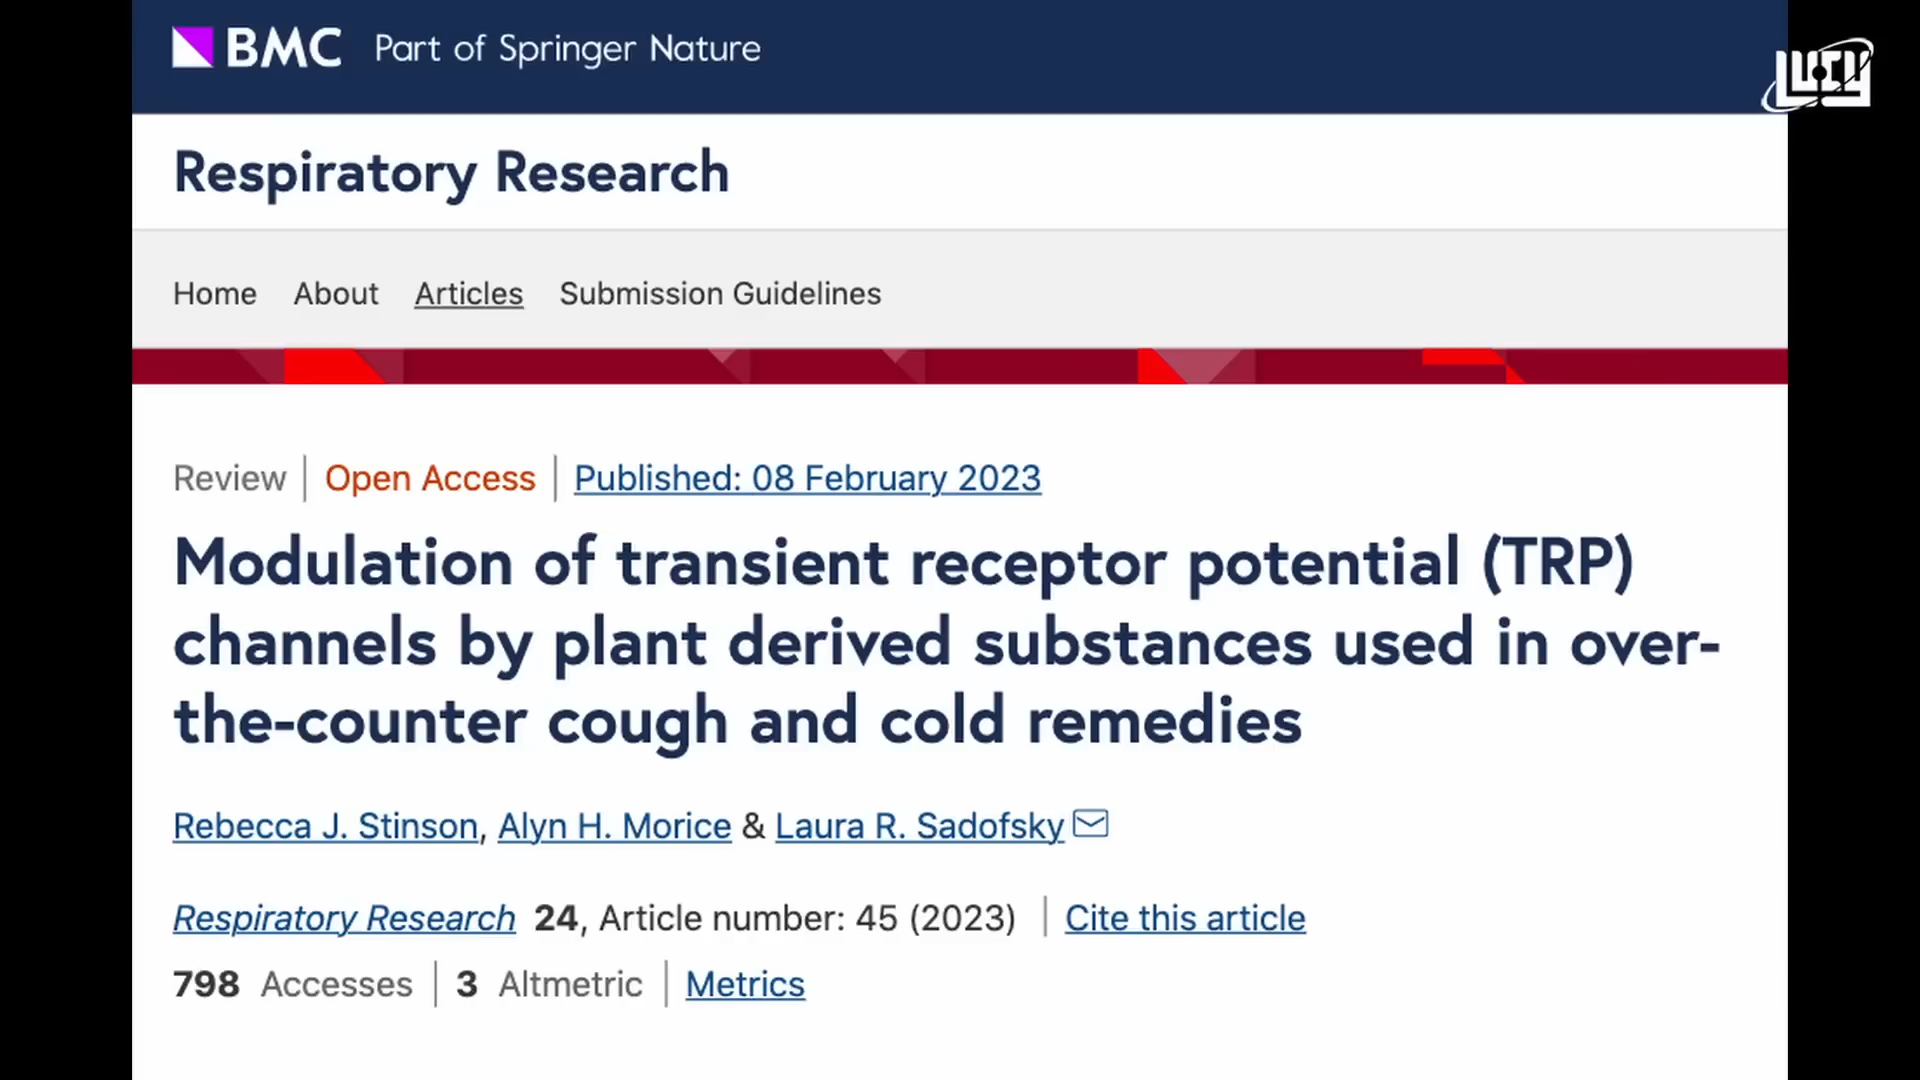 BMC Part of Springer Nature
LUCY
Respiratory Research
Home About Articles Submission Guidelines
Review Open Access Published: 08 February 2023
Modulation of transient receptor potential (TRP)
channels by plant derived substances used in over-
the-counter cough and cold remedies
Rebecca J. Stinson, Alyn H. Morice & Laura R. Sadofsky
Respiratory Research 24, Article number: 45 (2023) Cite this article
798 Accesses 3 Altmetric Metrics